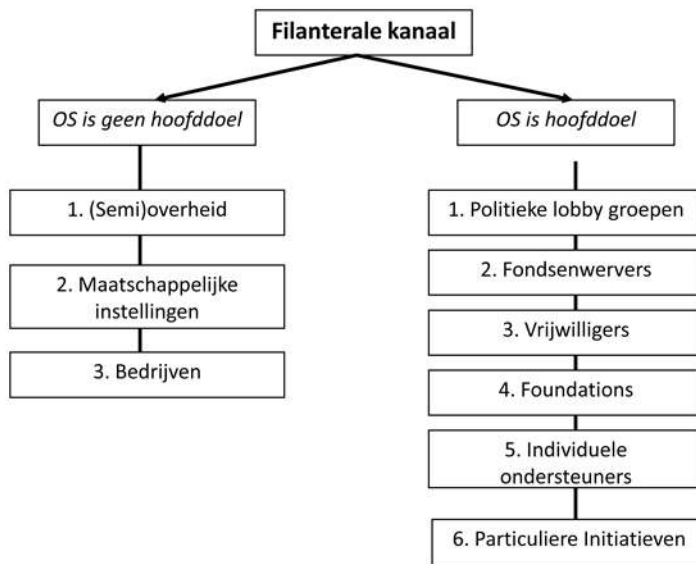 Filanterale kanaal
OS is geen hoofddoel
OS is hoofddoel
1. (Semi)overheid
2. Maatschappelijke
instellingen
3. Bedrijven
1. Politieke lobby groepen
2. Fondsenwervers
3. Vrijwilligers
4. Foundations
5. Individuele
ondersteuners
6. Particuliere Initiatieven